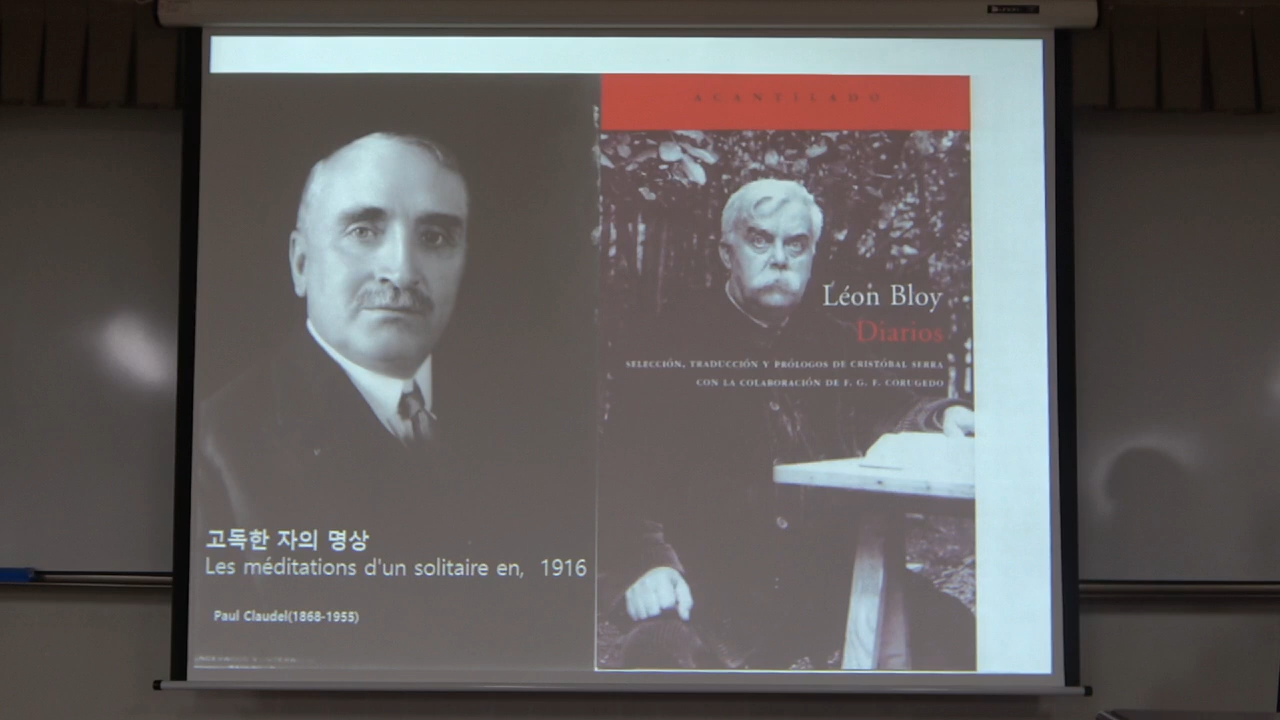 고독한 자의 명상
Les méditations d'un solitaire en, 1916
Paul Claudel(1868-1955)
ACANTILADO
Léon Bloy
Diarios
SELECCIÓN, TRADUCCIÓN Y PRÓLOGOS DE CRISTÓBAL SERRA
CON LA COLABORACIÓN DE F. G. F. CORUGEDO